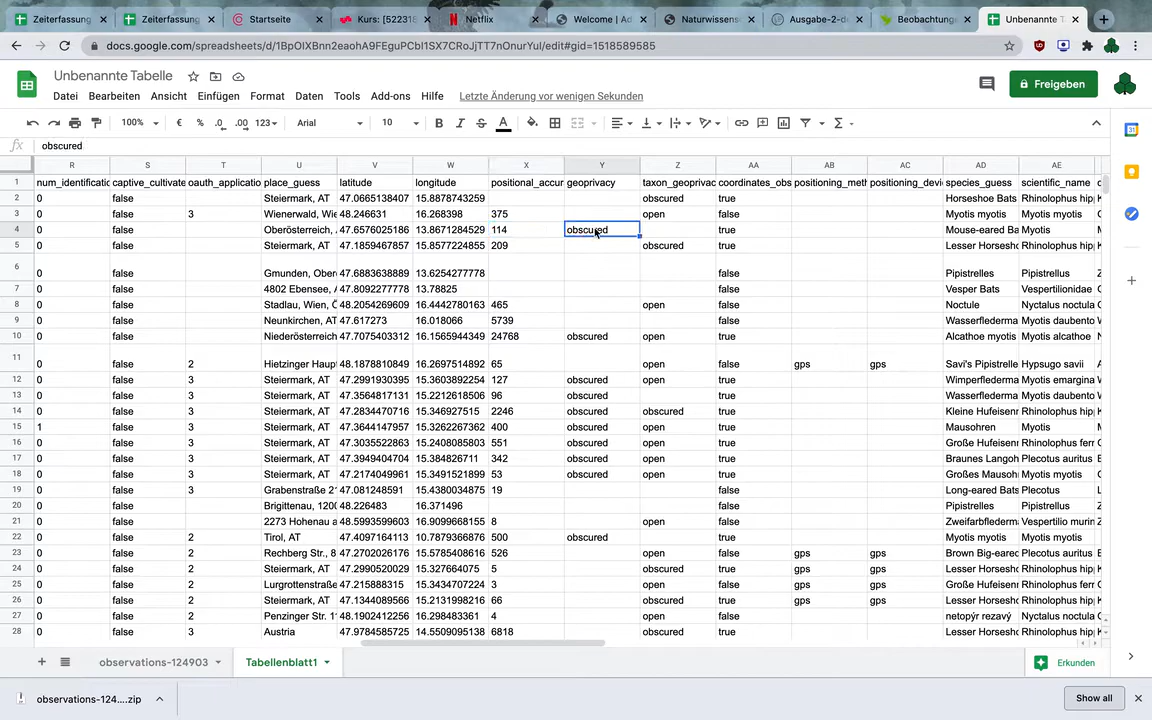 Zeiterfassung Zeiterfassung Startseite Kurs: [52231 Netflix Welcome | Ad Naturwissens Ausgabe-2-d Beobachtung Unbenannte T
docs.google.com/spreadsheets/d/1BpOIXBnn2eaohA9FEguPCbl1SX7CRoJjTT7nOnurYuI/edit#gid=1518589585
Unbenannte Tabelle
Datei Bearbeiten Ansicht Einfügen Format Daten Tools Add-ons Hilfe Letzte Änderung vor wenigen Sekunden Freigeben
100% € % .0 .00 123 Arial 10 B I S A
fx obscured
R S T U V W X Y Z AA AB AC AD AE
1 num_identificati captive_cultivate oauth_applicatio place_guess latitude longitude positional_accur geoprivacy taxon_geoprivac coordinates_obs positioning_met positioning_devi species_guess scientific_name
2 0 false Steiermark, AT 47.0665138407 15.8878743259 obscured true Horseshoe Bats Rhinolophus hip
3 0 false 3 Wienerwald, Wie 48.246631 16.268398 375 open false Myotis myotis Myotis myotis
4 0 false Oberösterreich, 47.6576025186 13.8671284529 114 obscured true Mouse-eared Ba Myotis
5 0 false Steiermark, AT 47.1859467857 15.8577224855 209 obscured true Lesser Horsesho Rhinolophus hip
6 0 false Gmunden, Ober 47.6883638889 13.6254277778 false Pipistrelles Pipistrellus
7 0 false 4802 Ebensee, 47.8092277778 13.78825 false Vesper Bats Vespertilionidae
8 0 false Stadlau, Wien, Ö 48.2054269609 16.4442780163 465 open false Noctule Nyctalus noctula
9 0 false Neunkirchen, AT 47.617273 16.018066 5739 false Wasserflederma Myotis daubento
10 0 false Niederösterreich 47.7075403312 16.1565944349 24768 obscured open true Alcathoe myotis Myotis alcathoe
11 0 false 2 Hietzinger Haup 48.1878810849 16.2697514892 65 open false gps gps Savi's Pipistrelle Hypsugo savii
12 0 false 3 Steiermark, AT 47.2991930395 15.3603892254 127 obscured open true Wimperflederma Myotis emargina
13 0 false 3 Steiermark, AT 47.3564817131 15.2212618506 96 obscured open true Wasserflederma Myotis daubento
14 0 false 3 Steiermark, AT 47.2834470716 15.346927515 2246 obscured obscured true Kleine Hufeisenr Rhinolophus hip
15 1 false 3 Steiermark, AT 47.3644147957 15.3262267362 400 obscured open true Mausohren Myotis
16 0 false 3 Steiermark, AT 47.3035522863 15.2408085803 551 obscured open true Große Hufeisenr Rhinolophus ferr
17 0 false 3 Steiermark, AT 47.3949404704 15.384826711 342 obscured open true Braunes Langoh Plecotus auritus
18 0 false 3 Steiermark, AT 47.2174049961 15.3491521899 53 obscured open true Großes Mausoh Myotis myotis
19 0 false 3 Grabenstraße 2 47.081248591 15.4380034875 19 false Long-eared Bats Plecotus
20 0 false Brigittenau, 1200 48.226483 16.371496 false Pipistrelles Pipistrellus
21 0 false 2273 Hohenau a 48.5993599603 16.9099668155 8 open false Zweifarbflederm Vespertilio murin
22 0 false 2 Tirol, AT 47.4097164113 10.7879366876 500 obscured true Myotis myotis Myotis myotis
23 0 false 2 Rechberg Str., 8 47.2702026176 15.5785408616 526 open false gps gps Brown Big-eared Plecotus auritus
24 0 false 2 Steiermark, AT 47.2990520029 15.327664075 5 obscured true gps gps Lesser Horsesho Rhinolophus hip
25 0 false 2 Lurgrottenstraße 47.215888315 15.3434707224 3 open false gps gps Große Hufeisenr Rhinolophus ferr
26 0 false 2 Steiermark, AT 47.1344089566 15.2131998216 66 obscured true gps gps Lesser Horsesho Rhinolophus hip
27 0 false 2 Penzinger Str. 1 48.1902412256 16.298483361 4 open false netopýr rezavý Nyctalus noctula
28 0 false 3 Austria 47.9784585725 14.5509095138 6818 obscured true Lesser Horsesho Rhinolophus hip
observations-124903 Tabellenblatt1 Erkunden
observations-124....zip Show all